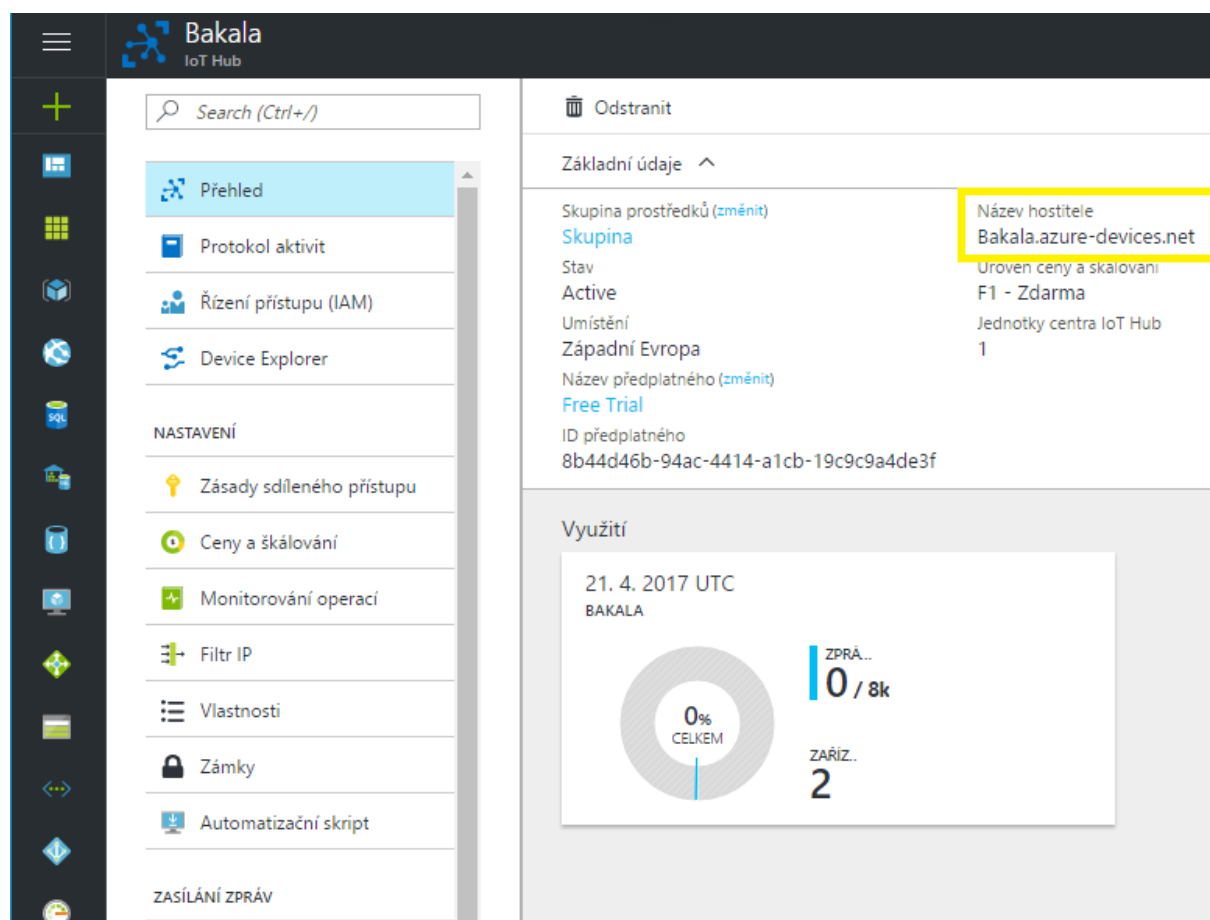 Bakala
IoT Hub
Search (Ctrl+/)
Přehled
Protokol aktivit
Řízení přístupu (IAM)
Device Explorer
NASTAVENÍ
Zásady sdíleného přístupu
Ceny a škálování
Monitorování operací
Filtr IP
Vlastnosti
Zámky
Automatizační skript
ZASÍLÁNÍ ZPRÁV
Odstranit
Základní údaje
Skupina prostředků (změnit)
Skupina
Stav
Active
Umístění
Západní Evropa
Název předplatného (změnit)
Free Trial
ID předplatného
8b44d46b-94ac-4414-a1cb-19c9c9a4de3f
Název hostitele
Bakala.azure-devices.net
Úroveň ceny a škálování
F1 - Zdarma
Jednotky centra IoT Hub
1
Využití
21. 4. 2017 UTC
BAKALA
0%
CELKEM
ZPRÁ...
0 / 8k
ZAŘÍZ..
2
SQL